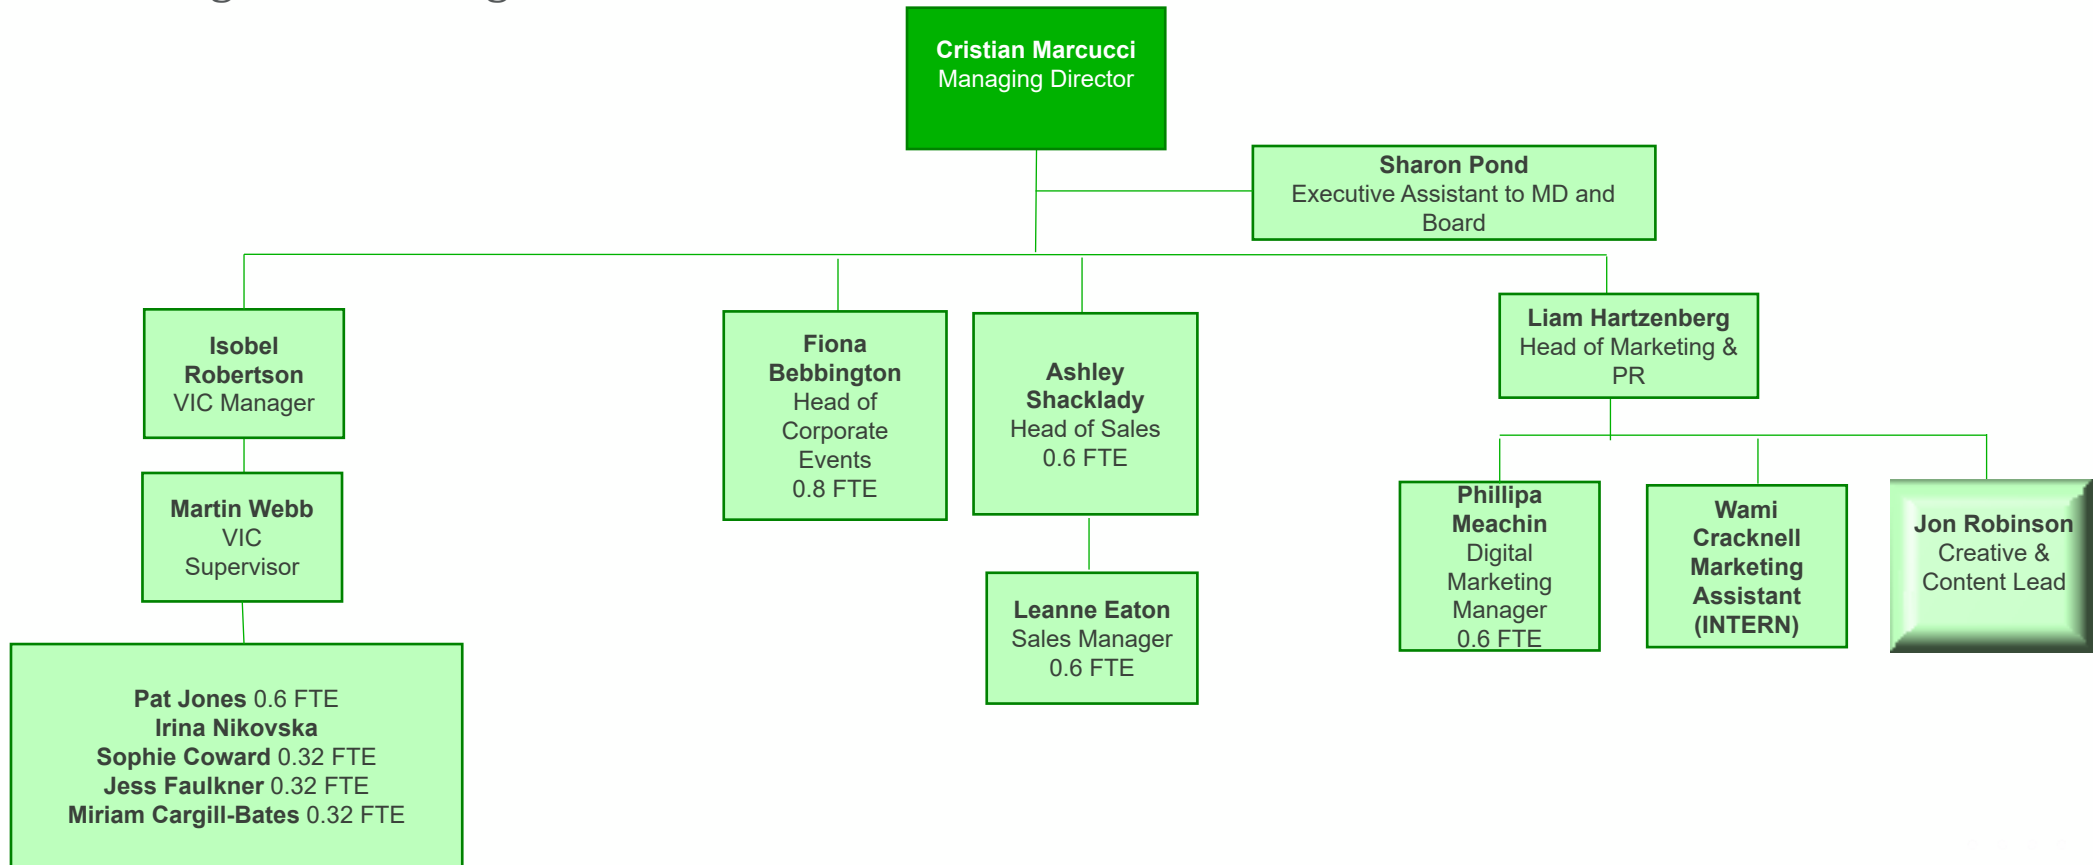 Cristian Marcucci
Managing Director
Sharon Pond
Executive Assistant to MD and
Board
Isobel
Robertson
VIC Manager
Fiona
Bebbington
Head of
Corporate
Events
0.8 FTE
Ashley
Shacklady
Head of Sales
0.6 FTE
Liam Hartzenberg
Head of Marketing &
PR
Martin Webb
VIC
Supervisor
Leanne Eaton
Sales Manager
0.6 FTE
Phillipa
Meachin
Digital
Marketing
Manager
0.6 FTE
Wami
Cracknell
Marketing
Assistant
(INTERN)
Jon Robinson
Creative &
Content Lead
Pat Jones 0.6 FTE
Irina Nikovska
Sophie Coward 0.32 FTE
Jess Faulkner 0.32 FTE
Miriam Cargill-Bates 0.32 FTE